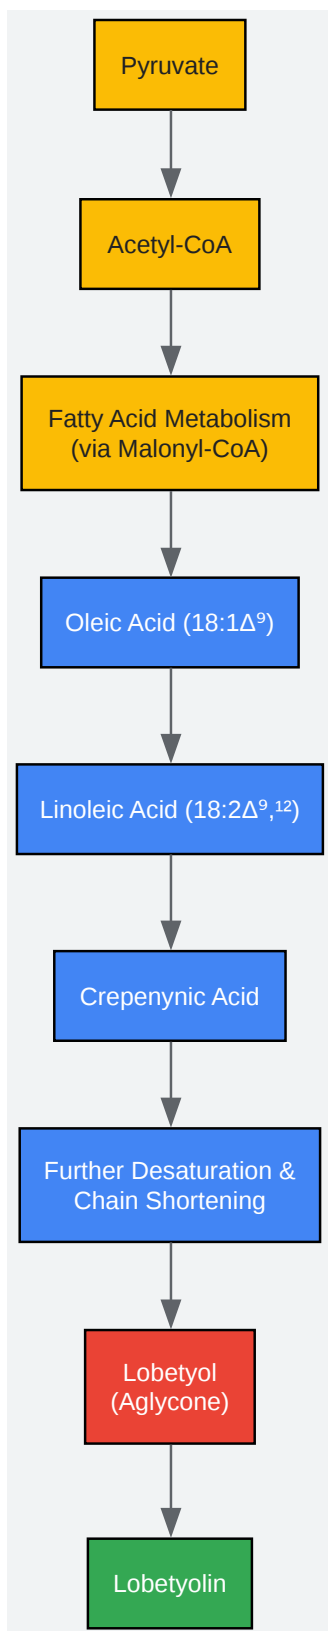 Pyruvate
Acetyl-CoA
Fatty Acid Metabolism
(via Malonyl-CoA)
Oleic Acid (18:1Δ⁹)
Linoleic Acid (18:2Δ⁹,¹²)
Crepenynic Acid
Further Desaturation &
Chain Shortening
Lobetyol
(Aglycone)
Lobetyolin